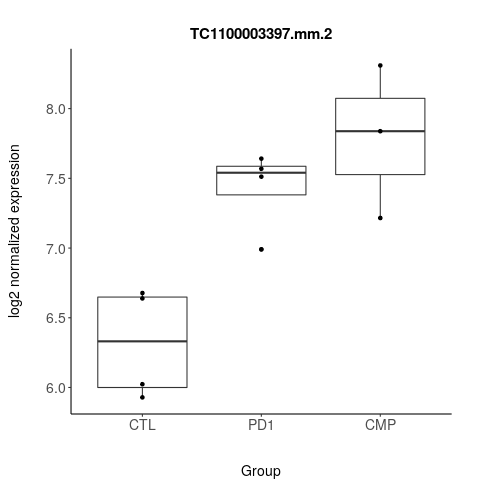 TC1100003397.mm.2
log2 normalized expression
8.0
7.5
7.0
6.5
6.0
CTL PD1 CMP
Group